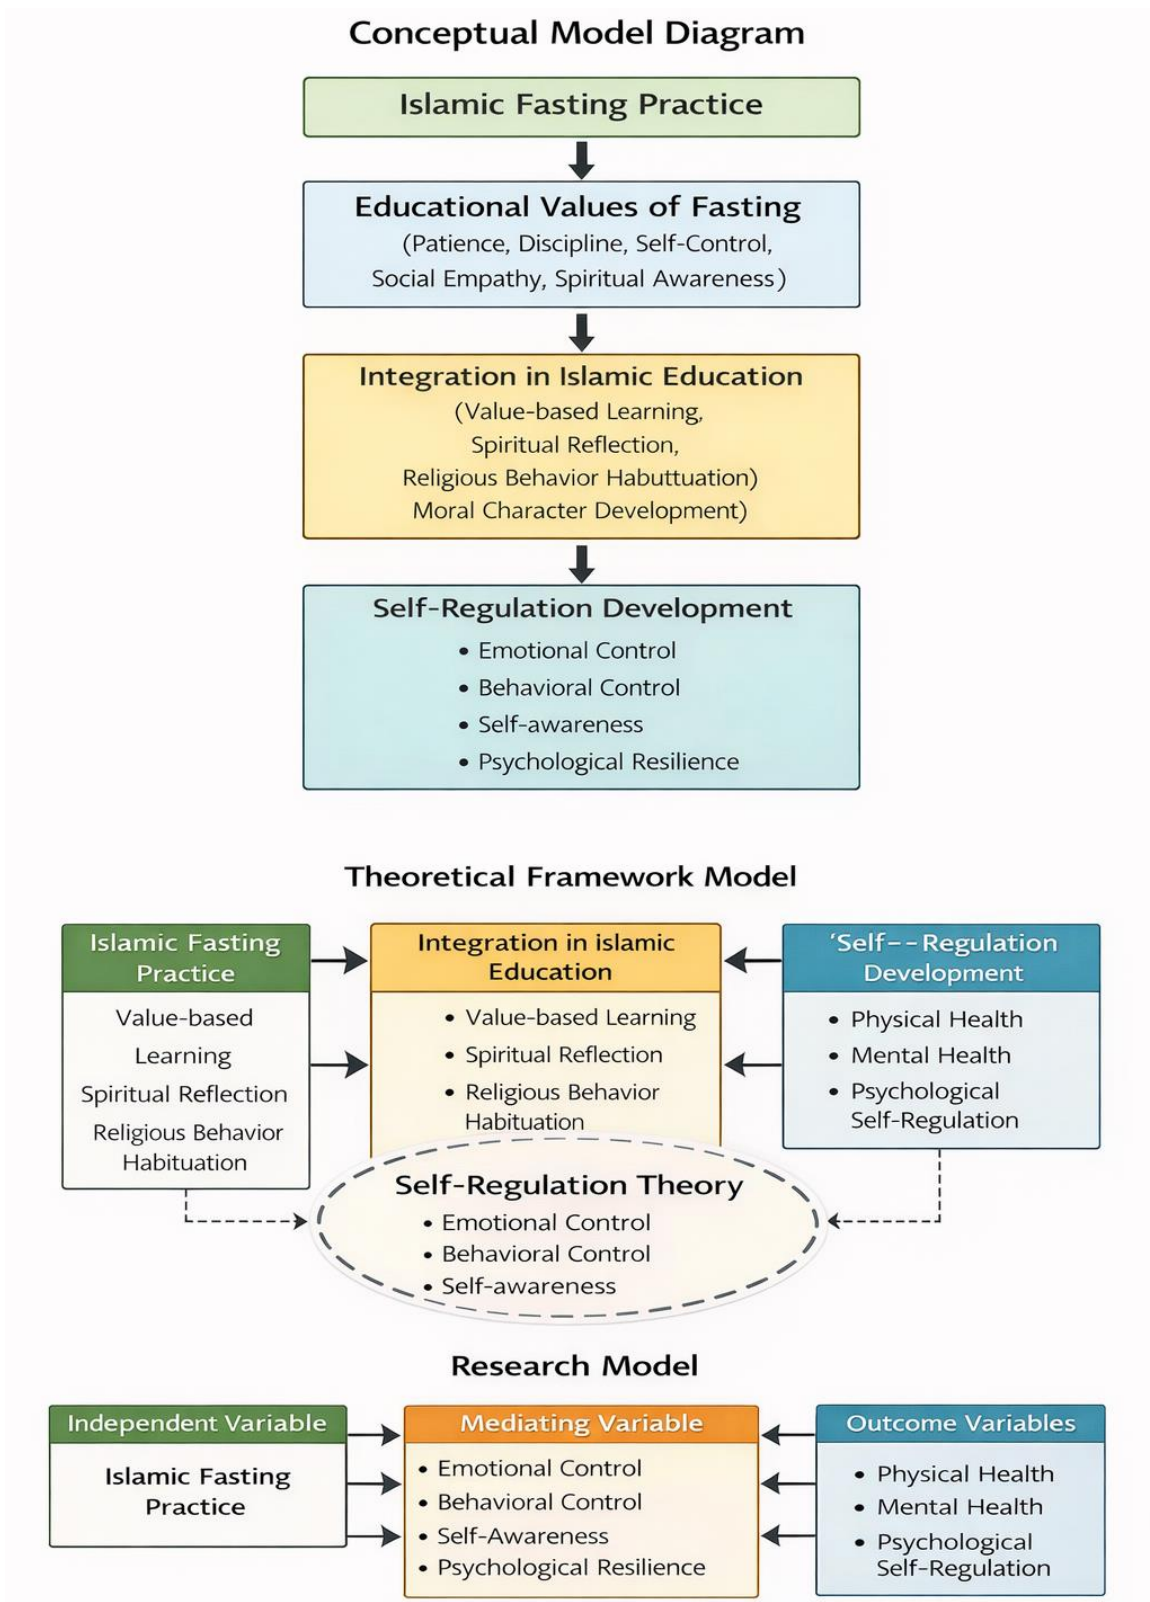 Conceptual Model Diagram
Islamic Fasting Practice
Educational Values of Fasting
(Patience, Discipline, Self-Control,
Social Empathy, Spiritual Awareness)
Integration in Islamic Education
(Value-based Learning,
Spiritual Reflection,
Religious Behavior Habuttuation)
Moral Character Development)
Self-Regulation Development
• Emotional Control
• Behavioral Control
• Self-awareness
• Psychological Resilience
Theoretical Framework Model
Islamic Fasting
Practice
Value-based
Learning
Spiritual Reflection
Religious Behavior
Habituation
Integration in islamic
Education
• Value-based Learning
• Spiritual Reflection
• Religious Behavior
Habituation
‘Self--Regulation
Development
• Physical Health
• Mental Health
• Psychological
Self-Regulation
Self-Regulation Theory
• Emotional Control
• Behavioral Control
• Self-awareness
Research Model
Independent Variable
Islamic Fasting
Practice
Mediating Variable
• Emotional Control
• Behavioral Control
• Self-Awareness
• Psychological Resilience
Outcome Variables
• Physical Health
• Mental Health
• Psychological
Self-Regulation